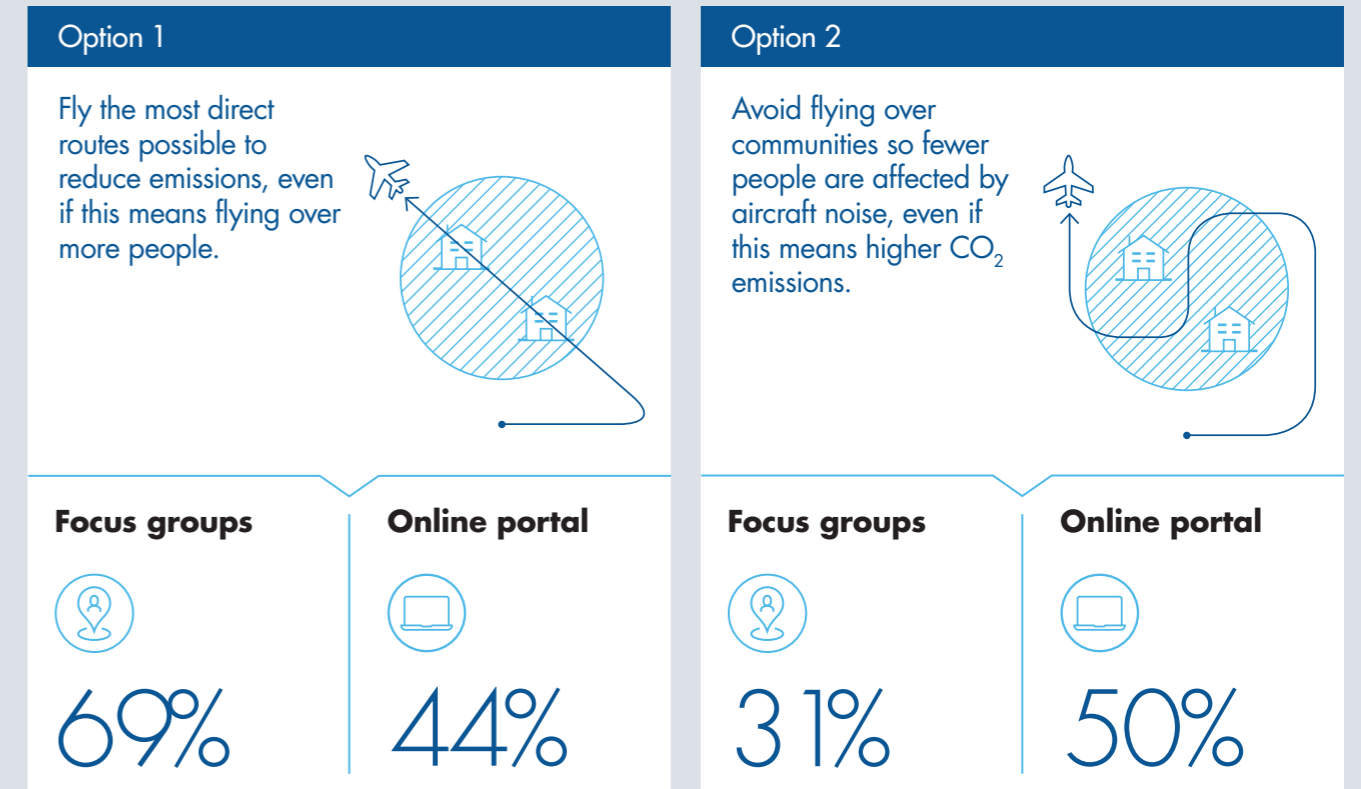 Option 1
Fly the most direct
routes possible to
reduce emissions, even
if this means flying over
more people.
Focus groups
Online portal
69%
44%
Option 2
Avoid flying over
communities so fewer
people are affected by
aircraft noise, even if
this means higher CO₂
emissions.
Focus groups
Online portal
31%
50%